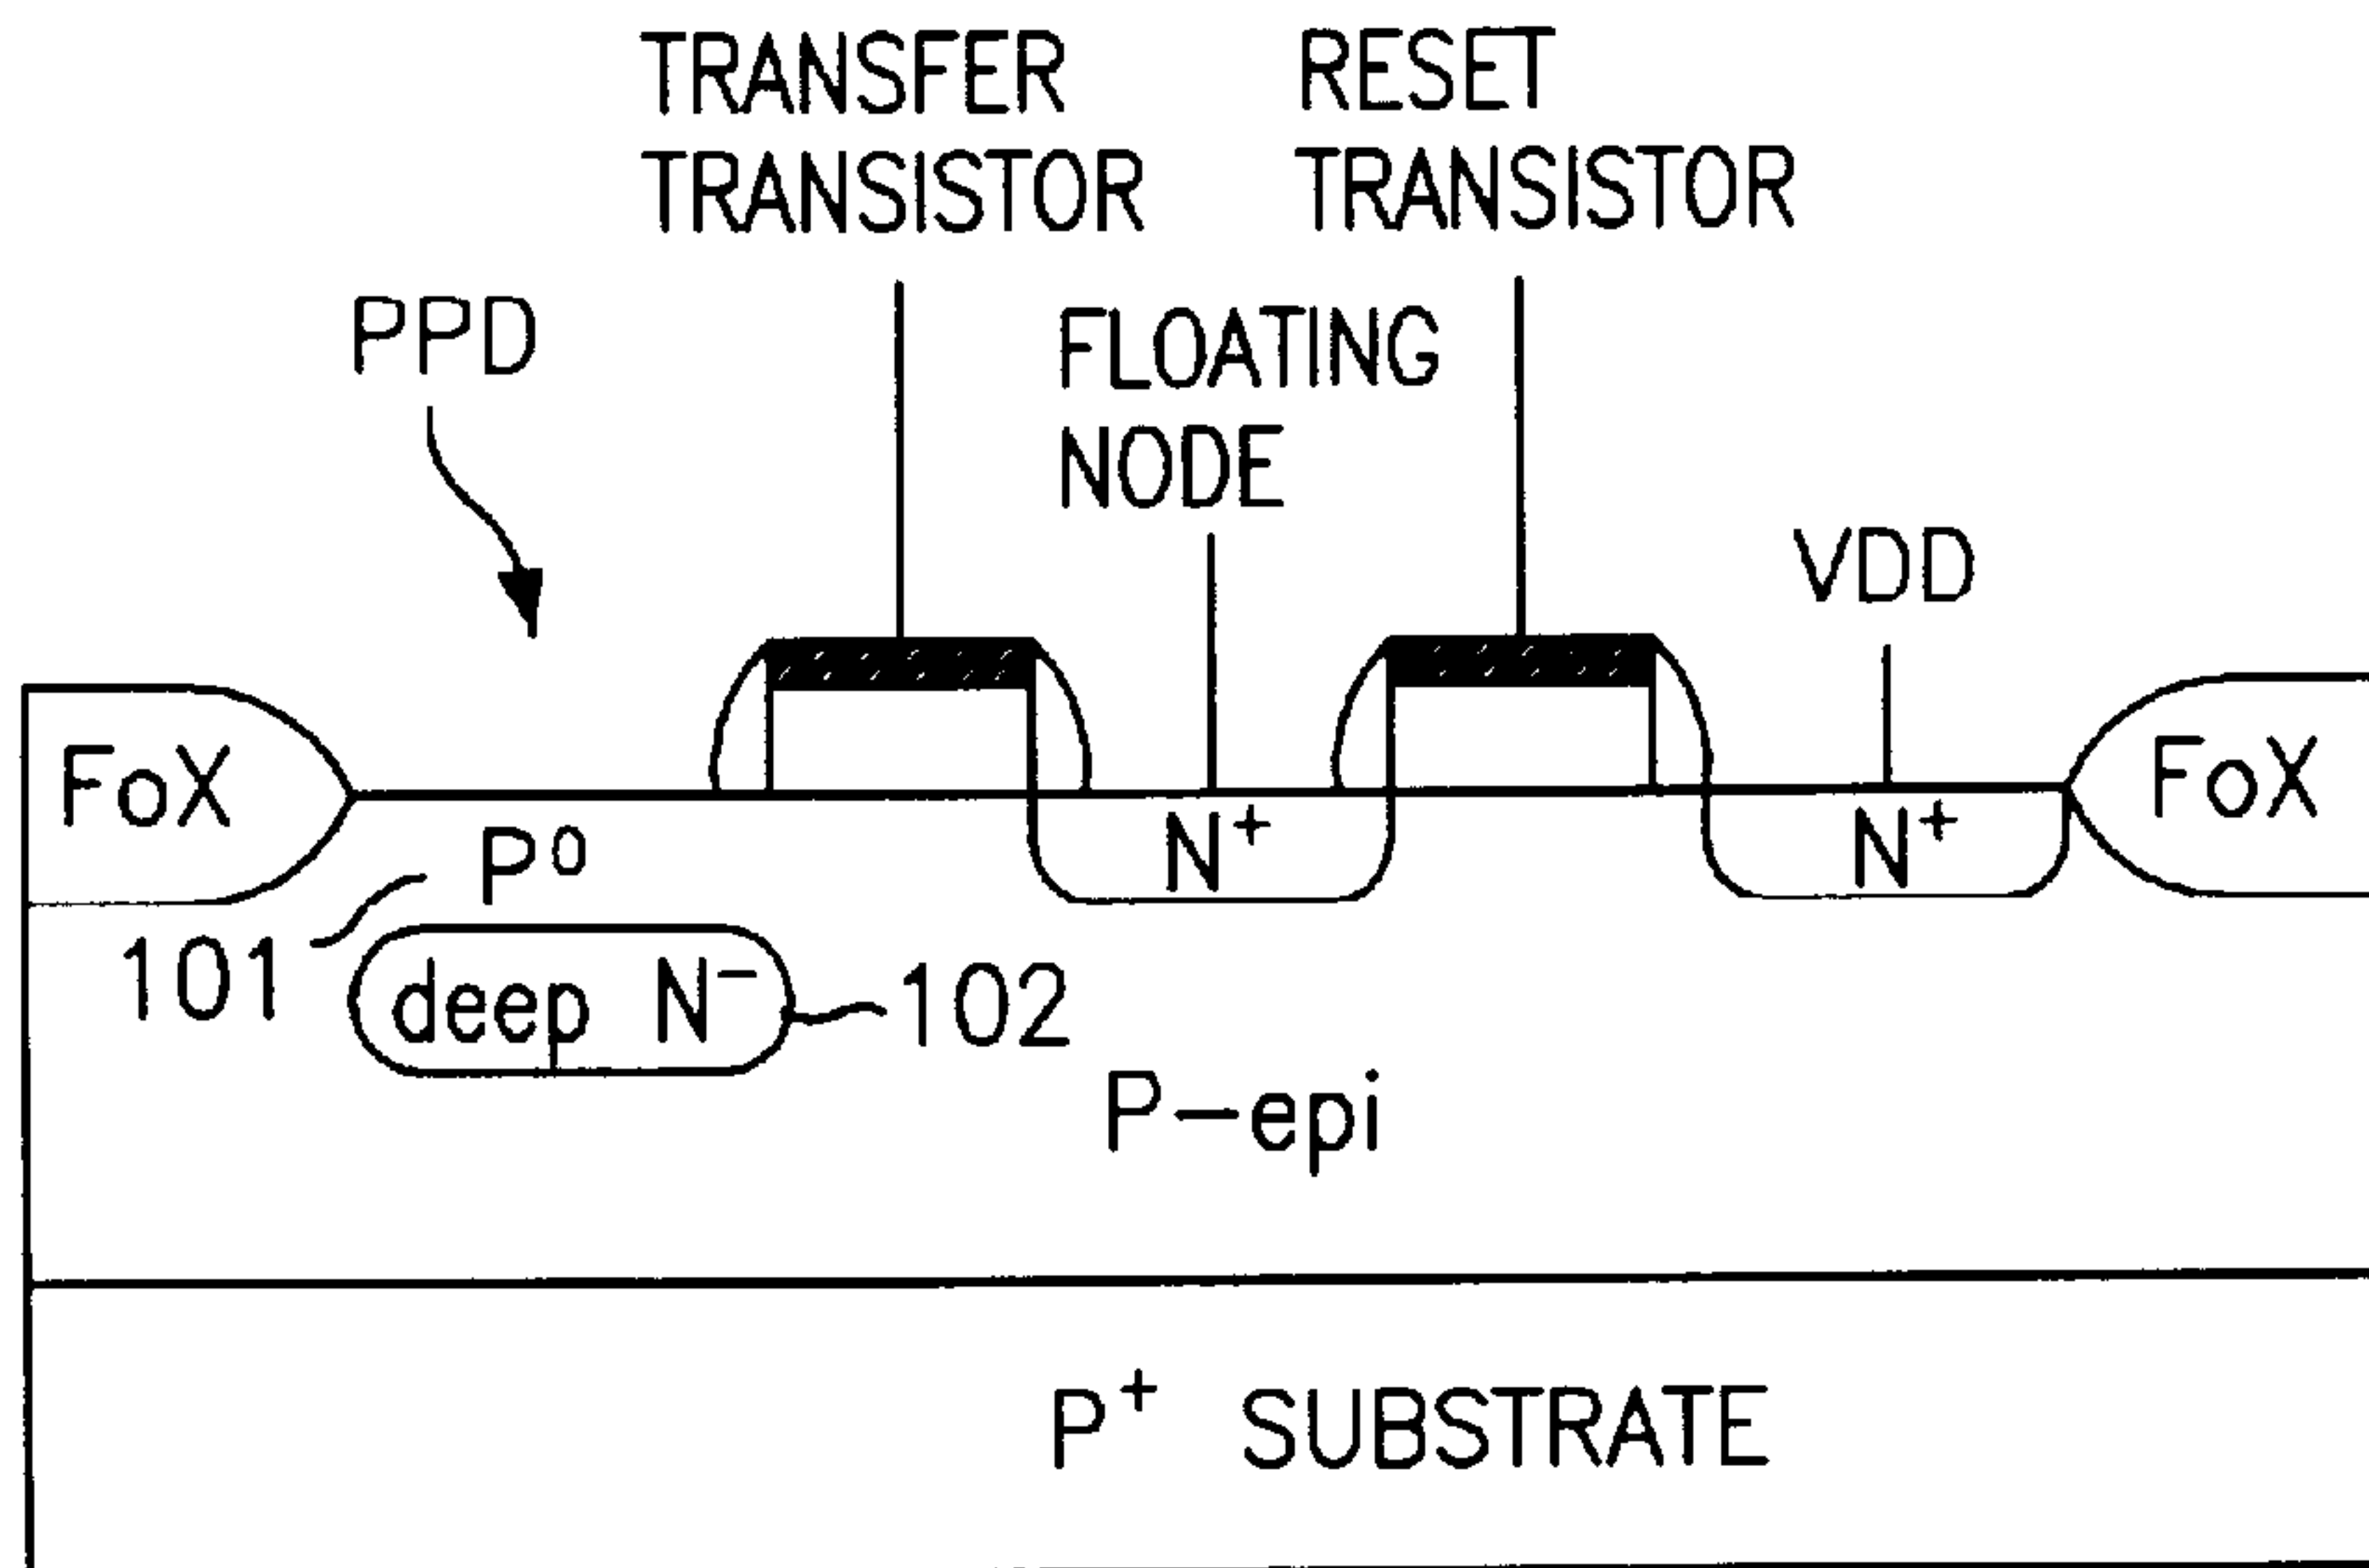 TRANSFER
TRANSISTOR
RESET
TRANSISTOR
PPD
FLOATING
NODE
VDD
FoX
P⁰
N⁺
N⁺
FoX
101
deep N⁻
102
P-epi
P⁺ SUBSTRATE